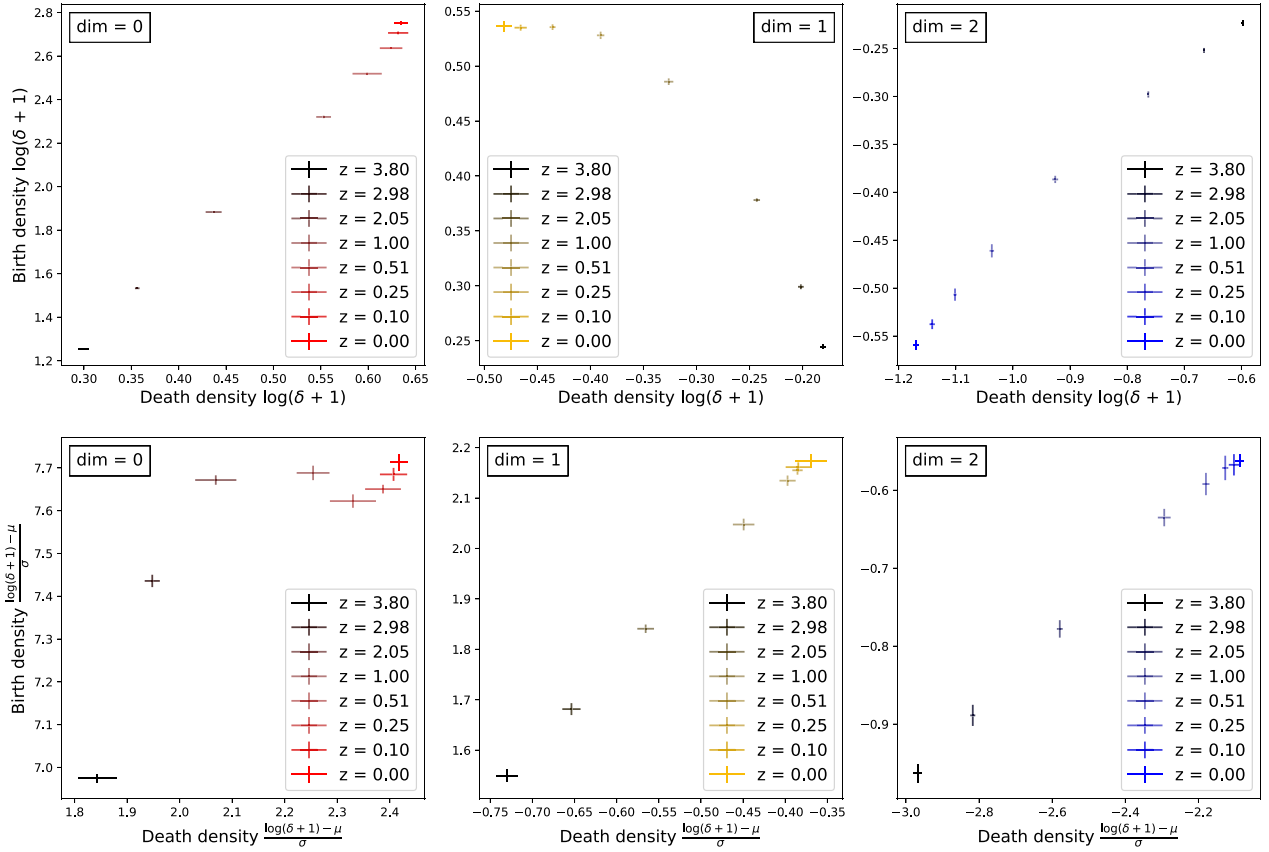 dim = 0
Birth density log(δ + 1)
2.8
2.6
2.4
2.2
2.0
1.8
1.6
1.4
1.2
z = 3.80
z = 2.98
z = 2.05
z = 1.00
z = 0.51
z = 0.25
z = 0.10
z = 0.00
0.30 0.35 0.40 0.45 0.50 0.55 0.60 0.65
Death density log(δ + 1)
dim = 1
0.55
0.50
0.45
0.40
0.35
0.30
0.25
z = 3.80
z = 2.98
z = 2.05
z = 1.00
z = 0.51
z = 0.25
z = 0.10
z = 0.00
−0.50 −0.45 −0.40 −0.35 −0.30 −0.25 −0.20
Death density log(δ + 1)
dim = 2
−0.25
−0.30
−0.35
−0.40
−0.45
−0.50
−0.55
z = 3.80
z = 2.98
z = 2.05
z = 1.00
z = 0.51
z = 0.25
z = 0.10
z = 0.00
−1.2 −1.1 −1.0 −0.9 −0.8 −0.7 −0.6
Death density log(δ + 1)
dim = 0
Birth density (log(δ+1)−μ)/σ
7.7
7.6
7.5
7.4
7.3
7.2
7.1
7.0
z = 3.80
z = 2.98
z = 2.05
z = 1.00
z = 0.51
z = 0.25
z = 0.10
z = 0.00
1.8 1.9 2.0 2.1 2.2 2.3 2.4
Death density (log(δ+1)−μ)/σ
dim = 1
2.2
2.1
2.0
1.9
1.8
1.7
1.6
z = 3.80
z = 2.98
z = 2.05
z = 1.00
z = 0.51
z = 0.25
z = 0.10
z = 0.00
−0.75 −0.70 −0.65 −0.60 −0.55 −0.50 −0.45 −0.40 −0.35
Death density (log(δ+1)−μ)/σ
dim = 2
−0.6
−0.7
−0.8
−0.9
z = 3.80
z = 2.98
z = 2.05
z = 1.00
z = 0.51
z = 0.25
z = 0.10
z = 0.00
−3.0 −2.8 −2.6 −2.4 −2.2
Death density (log(δ+1)−μ)/σ